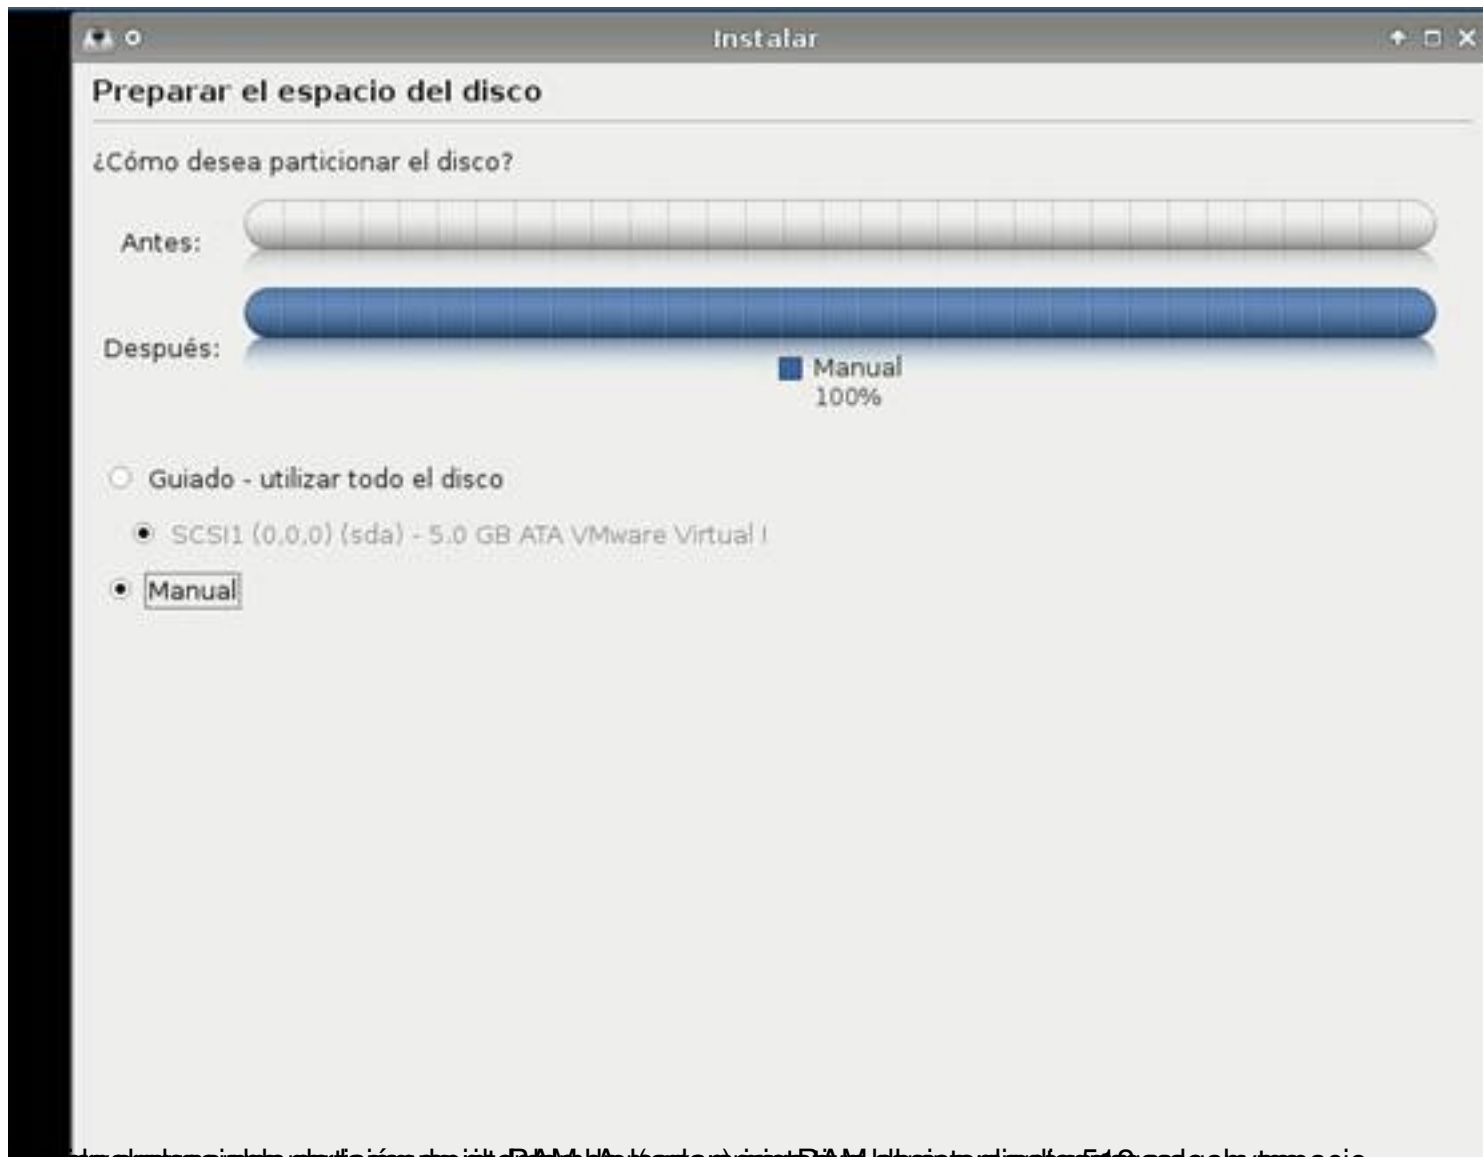 Instalar
Preparar el espacio del disco
¿Cómo desea particionar el disco?
Antes:
Después:
Manual
100%
Guiado - utilizar todo el disco
SCSI1 (0,0,0) (sda) - 5.0 GB ATA VMware Virtual I
Manual